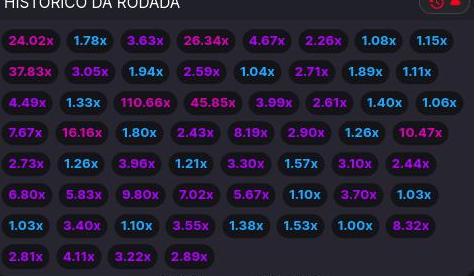 HISTÓRICO DA RODADA
24.02x 1.78x 3.63x 26.34x 4.67x 2.26x 1.08x 1.15x
37.83x 3.05x 1.94x 2.59x 1.04x 2.71x 1.89x 1.11x
4.49x 1.33x 110.66x 45.85x 3.99x 2.61x 1.40x 1.06x
7.67x 16.16x 1.80x 2.43x 8.19x 2.90x 1.26x 10.47x
2.73x 1.26x 3.96x 1.21x 3.30x 1.57x 3.10x 2.44x
6.80x 5.83x 9.80x 7.02x 5.67x 1.10x 3.70x 1.03x
1.03x 3.40x 1.10x 3.55x 1.38x 1.53x 1.00x 8.32x
2.81x 4.11x 3.22x 2.89x